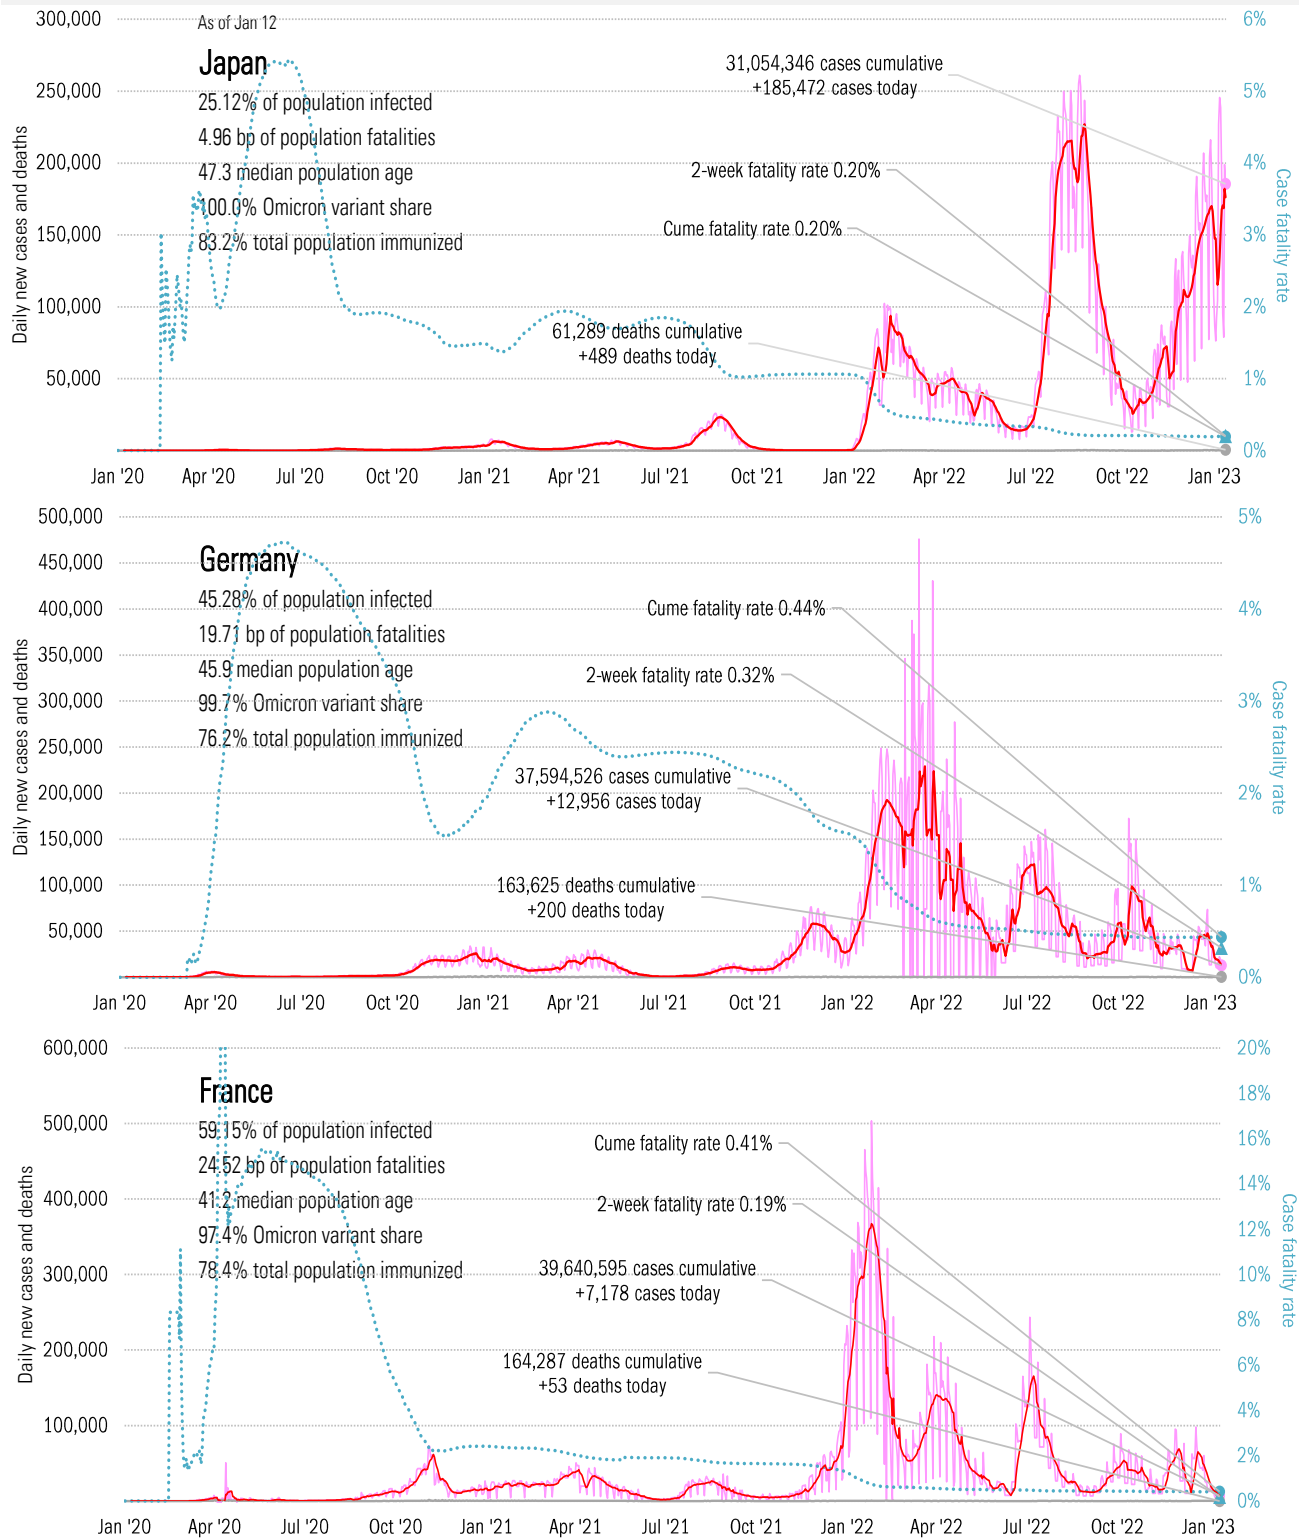 As of Jan 12
Japan
25.12% of population infected
4.96 bp of population fatalities
47.3 median population age
100.0% Omicron variant share
83.2% total population immunized
31,054,346 cases cumulative
+185,472 cases today
2-week fatality rate 0.20%
Cume fatality rate 0.20%
61,289 deaths cumulative
+489 deaths today
Daily new cases and deaths
300,000
250,000
200,000
150,000
100,000
50,000
6%
5%
4%
3%
2%
1%
0%
Case fatality rate
Jan '20 Apr '20 Jul '20 Oct '20 Jan '21 Apr '21 Jul '21 Oct '21 Jan '22 Apr '22 Jul '22 Oct '22 Jan '23
Germany
45.28% of population infected
19.71 bp of population fatalities
45.9 median population age
99.7% Omicron variant share
76.2% total population immunized
Cume fatality rate 0.44%
2-week fatality rate 0.32%
37,594,526 cases cumulative
+12,956 cases today
163,625 deaths cumulative
+200 deaths today
Daily new cases and deaths
500,000
450,000
400,000
350,000
300,000
250,000
200,000
150,000
100,000
50,000
5%
4%
3%
2%
1%
0%
Case fatality rate
Jan '20 Apr '20 Jul '20 Oct '20 Jan '21 Apr '21 Jul '21 Oct '21 Jan '22 Apr '22 Jul '22 Oct '22 Jan '23
France
59.15% of population infected
24.52 bp of population fatalities
41.2 median population age
97.4% Omicron variant share
78.4% total population immunized
Cume fatality rate 0.41%
2-week fatality rate 0.19%
39,640,595 cases cumulative
+7,178 cases today
164,287 deaths cumulative
+53 deaths today
Daily new cases and deaths
600,000
500,000
400,000
300,000
200,000
100,000
20%
18%
16%
14%
12%
10%
8%
6%
4%
2%
0%
Case fatality rate
Jan '20 Apr '20 Jul '20 Oct '20 Jan '21 Apr '21 Jul '21 Oct '21 Jan '22 Apr '22 Jul '22 Oct '22 Jan '23